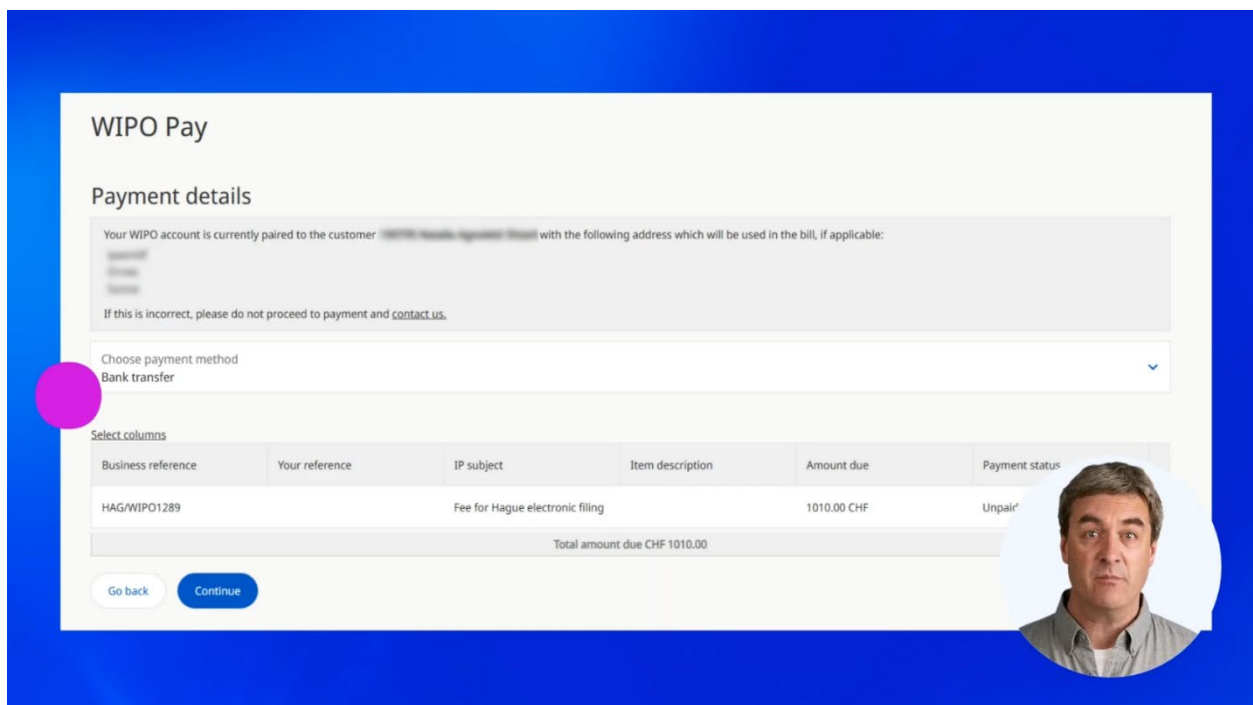 WIPO Pay
Payment details
Your WIPO account is currently paired to the customer with the following address which will be used in the bill, if applicable:
If this is incorrect, please do not proceed to payment and contact us.
Choose payment method
Bank transfer
Select columns
Business reference Your reference IP subject Item description Amount due Payment status
HAG/WIPO1289 Fee for Hague electronic filing 1010.00 CHF Unpaid
Total amount due CHF 1010.00
Go back Continue